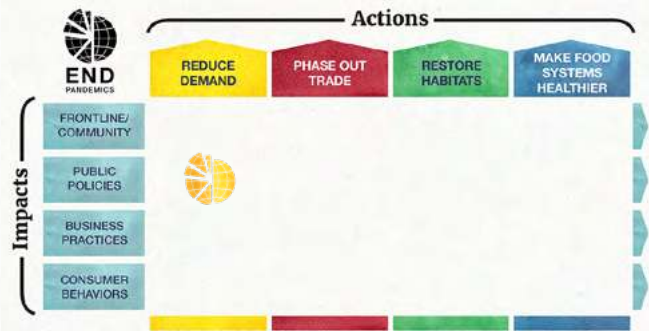 Actions
END
PANDEMICS
REDUCE
DEMAND
PHASE OUT
TRADE
RESTORE
HABITATS
MAKE FOOD
SYSTEMS
HEALTHIER
Impacts
FRONTLINE/
COMMUNITY
PUBLIC
POLICIES
BUSINESS
PRACTICES
CONSUMER
BEHAVIORS